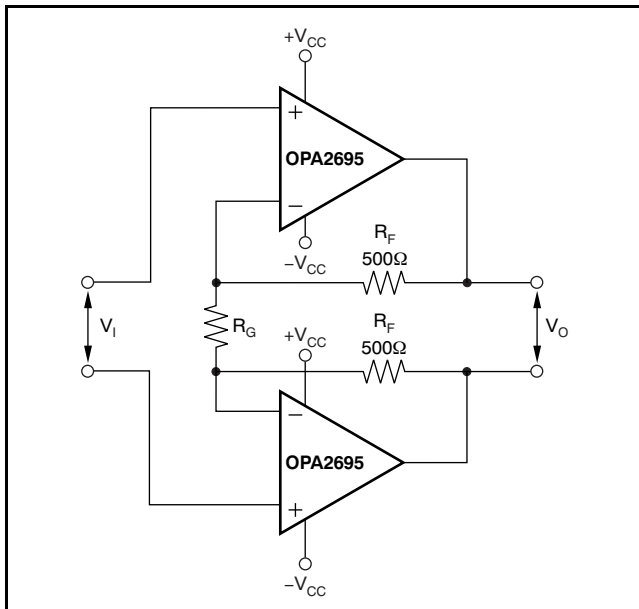 +V_CC
+
OPA2695
−
−V_CC
R_F
500Ω
V_I
R_G
+V_CC
R_F
500Ω
V_O
−
OPA2695
+
−V_CC